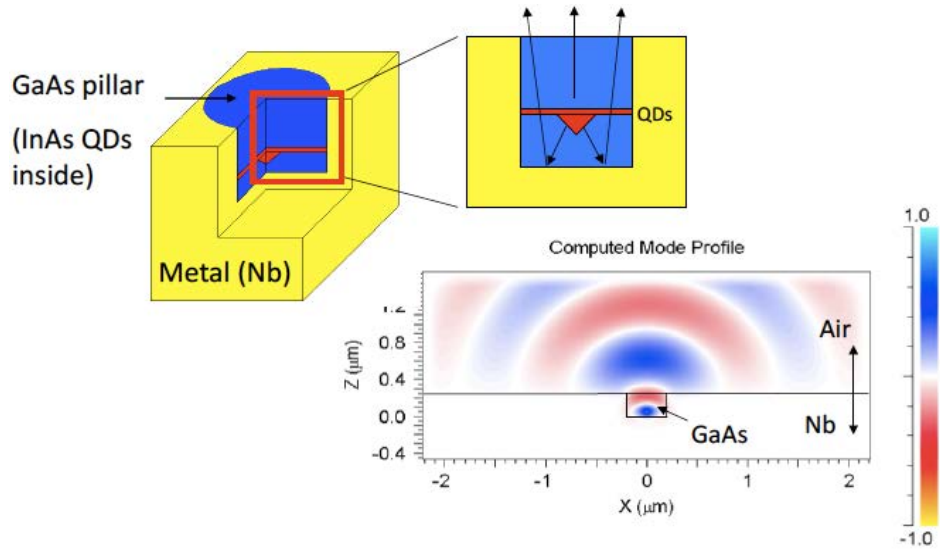 GaAs pillar
(InAs QDs
inside)
Metal (Nb)
QDs
Computed Mode Profile
1.0
0
-1.0
Z (μm)
0.8
0.4
0.0
-0.4
Air
Nb
GaAs
-2
-1
0
1
2
X (μm)